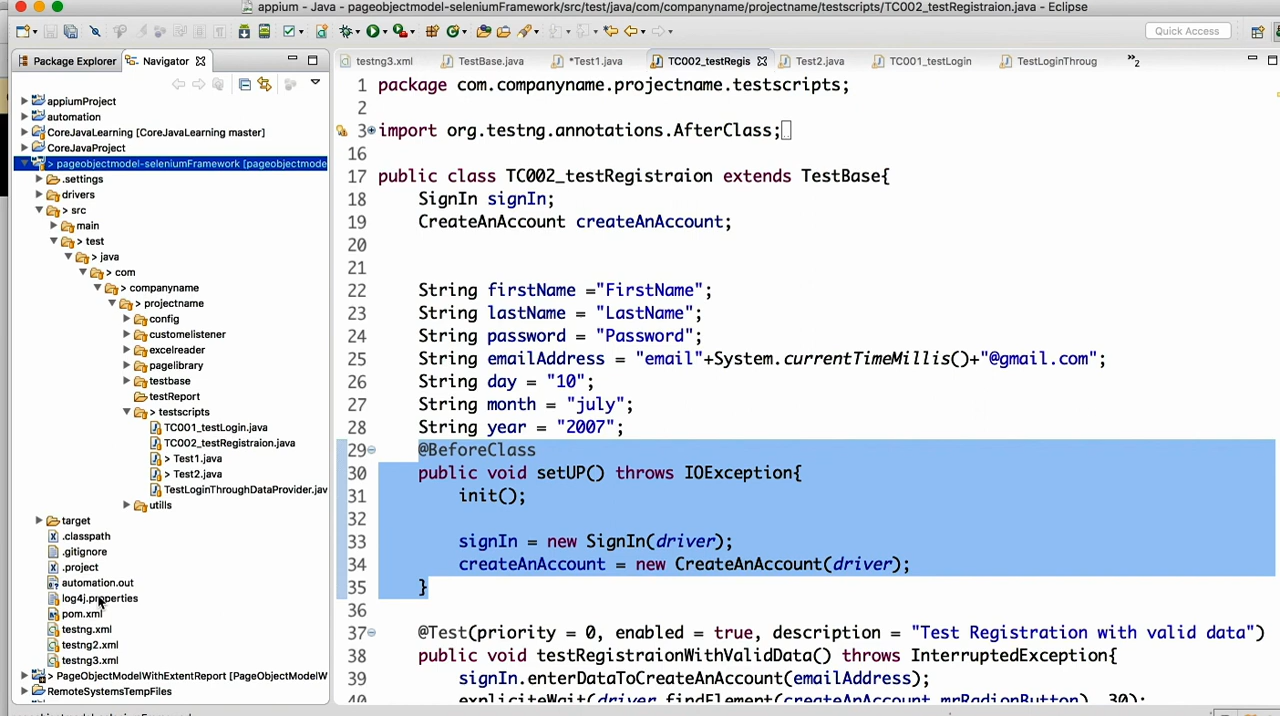 appium - Java - pageobjectmodel-seleniumFramework/src/test/java/com/companyname/projectname/testscripts/TC002_testRegistraion.java - Eclipse
Quick Access
Package Explorer
Navigator
testng3.xml
TestBase.java
*Test1.java
TC002_testRegis
Test2.java
TC001_testLogin
TestLoginThroug
»2
appiumProject
automation
CoreJavaLearning [CoreJavaLearning master]
CoreJavaProject
> pageobjectmodel-seleniumFramework [pageobjectmode
.settings
drivers
> src
main
> test
> java
> com
> companyname
> projectname
config
customelistener
excelreader
pagelibrary
testbase
testReport
> testscripts
TC001_testLogin.java
TC002_testRegistraion.java
> Test1.java
> Test2.java
TestLoginThroughDataProvider.jav
utills
target
.classpath
.gitignore
.project
automation.out
log4j.properties
pom.xml
testng.xml
testng2.xml
testng3.xml
> PageObjectModelWithExtentReport [PageObjectModelW
RemoteSystemsTempFiles
1 package com.companyname.projectname.testscripts;
2
3 import org.testng.annotations.AfterClass;
16
17 public class TC002_testRegistraion extends TestBase{
18 SignIn signIn;
19 CreateAnAccount createAnAccount;
20
21
22 String firstName ="FirstName";
23 String lastName = "LastName";
24 String password = "Password";
25 String emailAddress = "email"+System.currentTimeMillis()+"@gmail.com";
26 String day = "10";
27 String month = "july";
28 String year = "2007";
29 @BeforeClass
30 public void setUP() throws IOException{
31 init();
32
33 signIn = new SignIn(driver);
34 createAnAccount = new CreateAnAccount(driver);
35 }
36
37 @Test(priority = 0, enabled = true, description = "Test Registration with valid data")
38 public void testRegistraionWithValidData() throws InterruptedException{
39 signIn.enterDataToCreateAnAccount(emailAddress);
40 expliciteWait(driver.findElement(createAnAccount.mrRadionButton), 30);